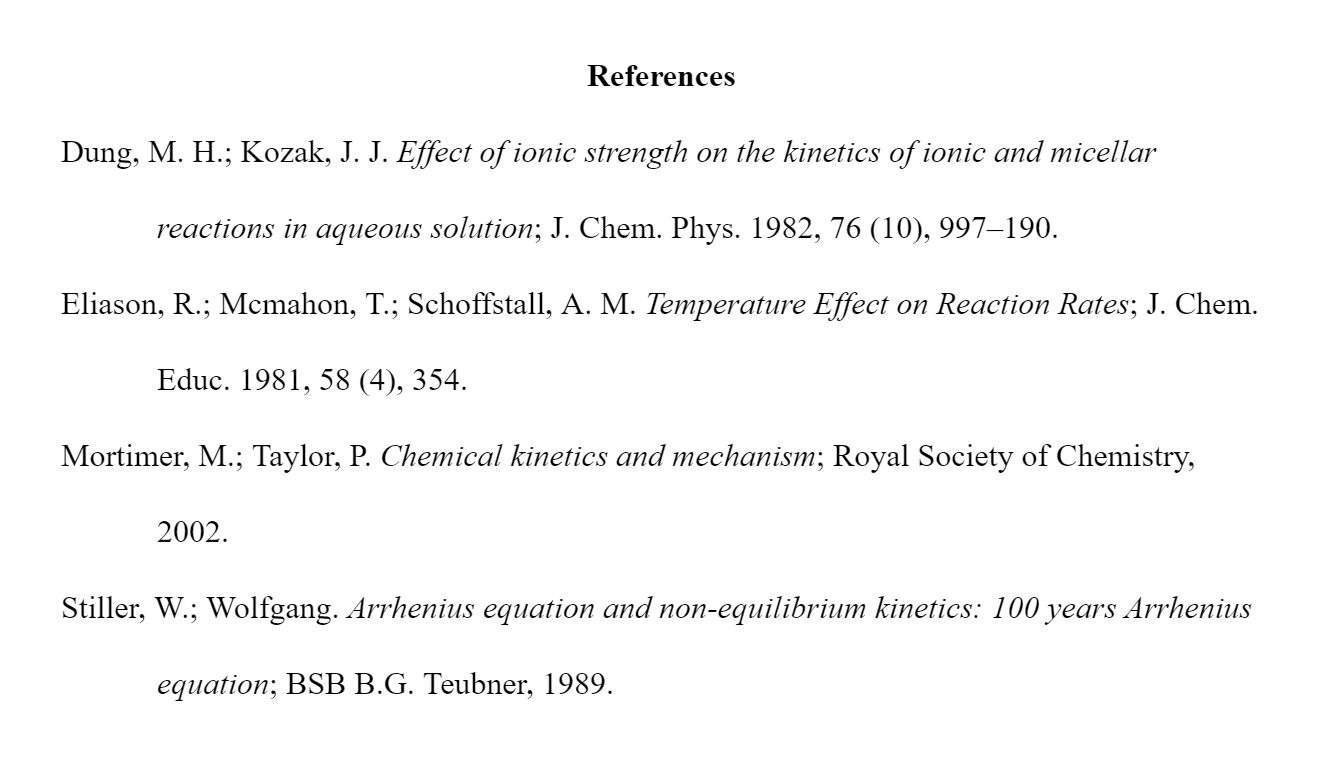 References
Dung, M. H.; Kozak, J. J. Effect of ionic strength on the kinetics of ionic and micellar
reactions in aqueous solution; J. Chem. Phys. 1982, 76 (10), 997–190.
Eliason, R.; Mcmahon, T.; Schoffstall, A. M. Temperature Effect on Reaction Rates; J. Chem.
Educ. 1981, 58 (4), 354.
Mortimer, M.; Taylor, P. Chemical kinetics and mechanism; Royal Society of Chemistry,
2002.
Stiller, W.; Wolfgang. Arrhenius equation and non-equilibrium kinetics: 100 years Arrhenius
equation; BSB B.G. Teubner, 1989.